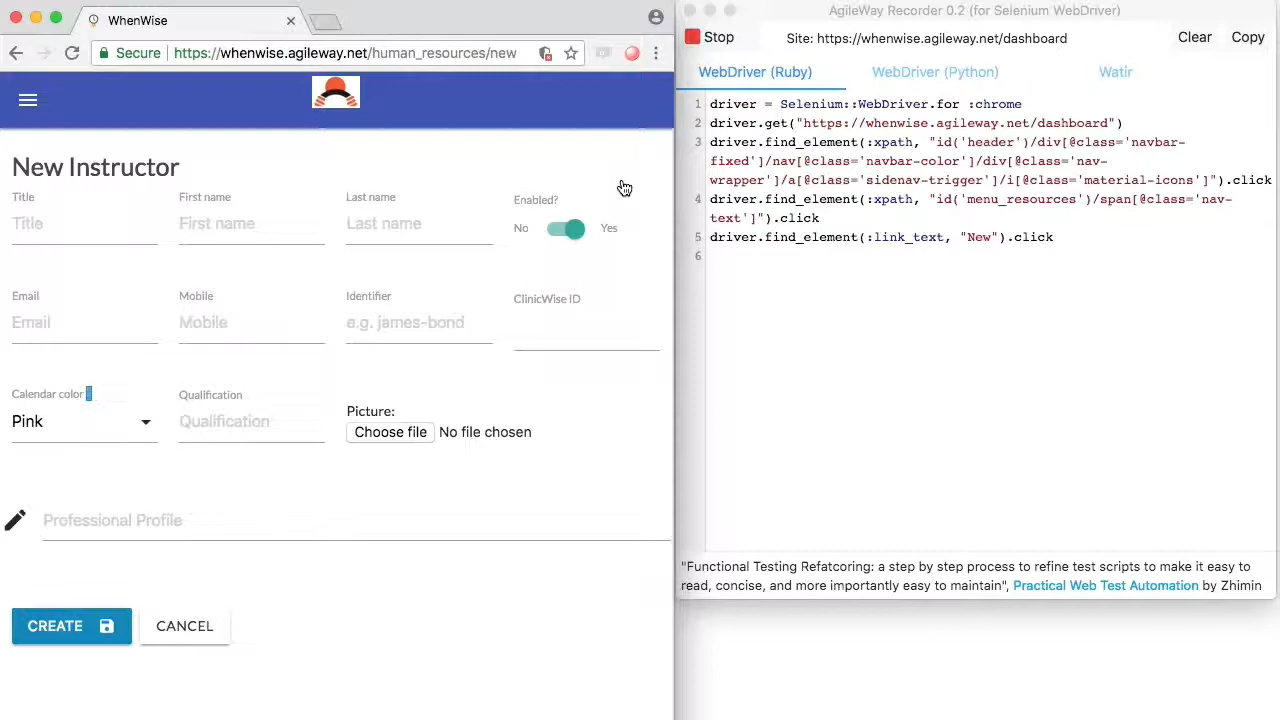 WhenWise
Secure
https://whenwise.agileway.net/human_resources/new
New Instructor
Title
First name
Last name
Enabled?
Title
First name
Last name
No
Yes
Email
Mobile
Identifier
ClinicWise ID
Email
Mobile
e.g. james-bond
Calendar color
Qualification
Pink
Qualification
Picture:
Choose file No file chosen
Professional Profile
CREATE
CANCEL
AgileWay Recorder 0.2 (for Selenium WebDriver)
Stop
Site: https://whenwise.agileway.net/dashboard
Clear
Copy
WebDriver (Ruby)
WebDriver (Python)
Watir
1 driver = Selenium::WebDriver.for :chrome
2 driver.get("https://whenwise.agileway.net/dashboard")
3 driver.find_element(:xpath, "id('header')/div[@class='navbar-
fixed']/nav[@class='navbar-color']/div[@class='nav-
wrapper']/a[@class='sidenav-trigger']/i[@class='material-icons']").click
4 driver.find_element(:xpath, "id('menu_resources')/span[@class='nav-
text']").click
5 driver.find_element(:link_text, "New").click
6
"Functional Testing Refatcoring: a step by step process to refine test scripts to make it easy to
read, concise, and more importantly easy to maintain", Practical Web Test Automation by Zhimin